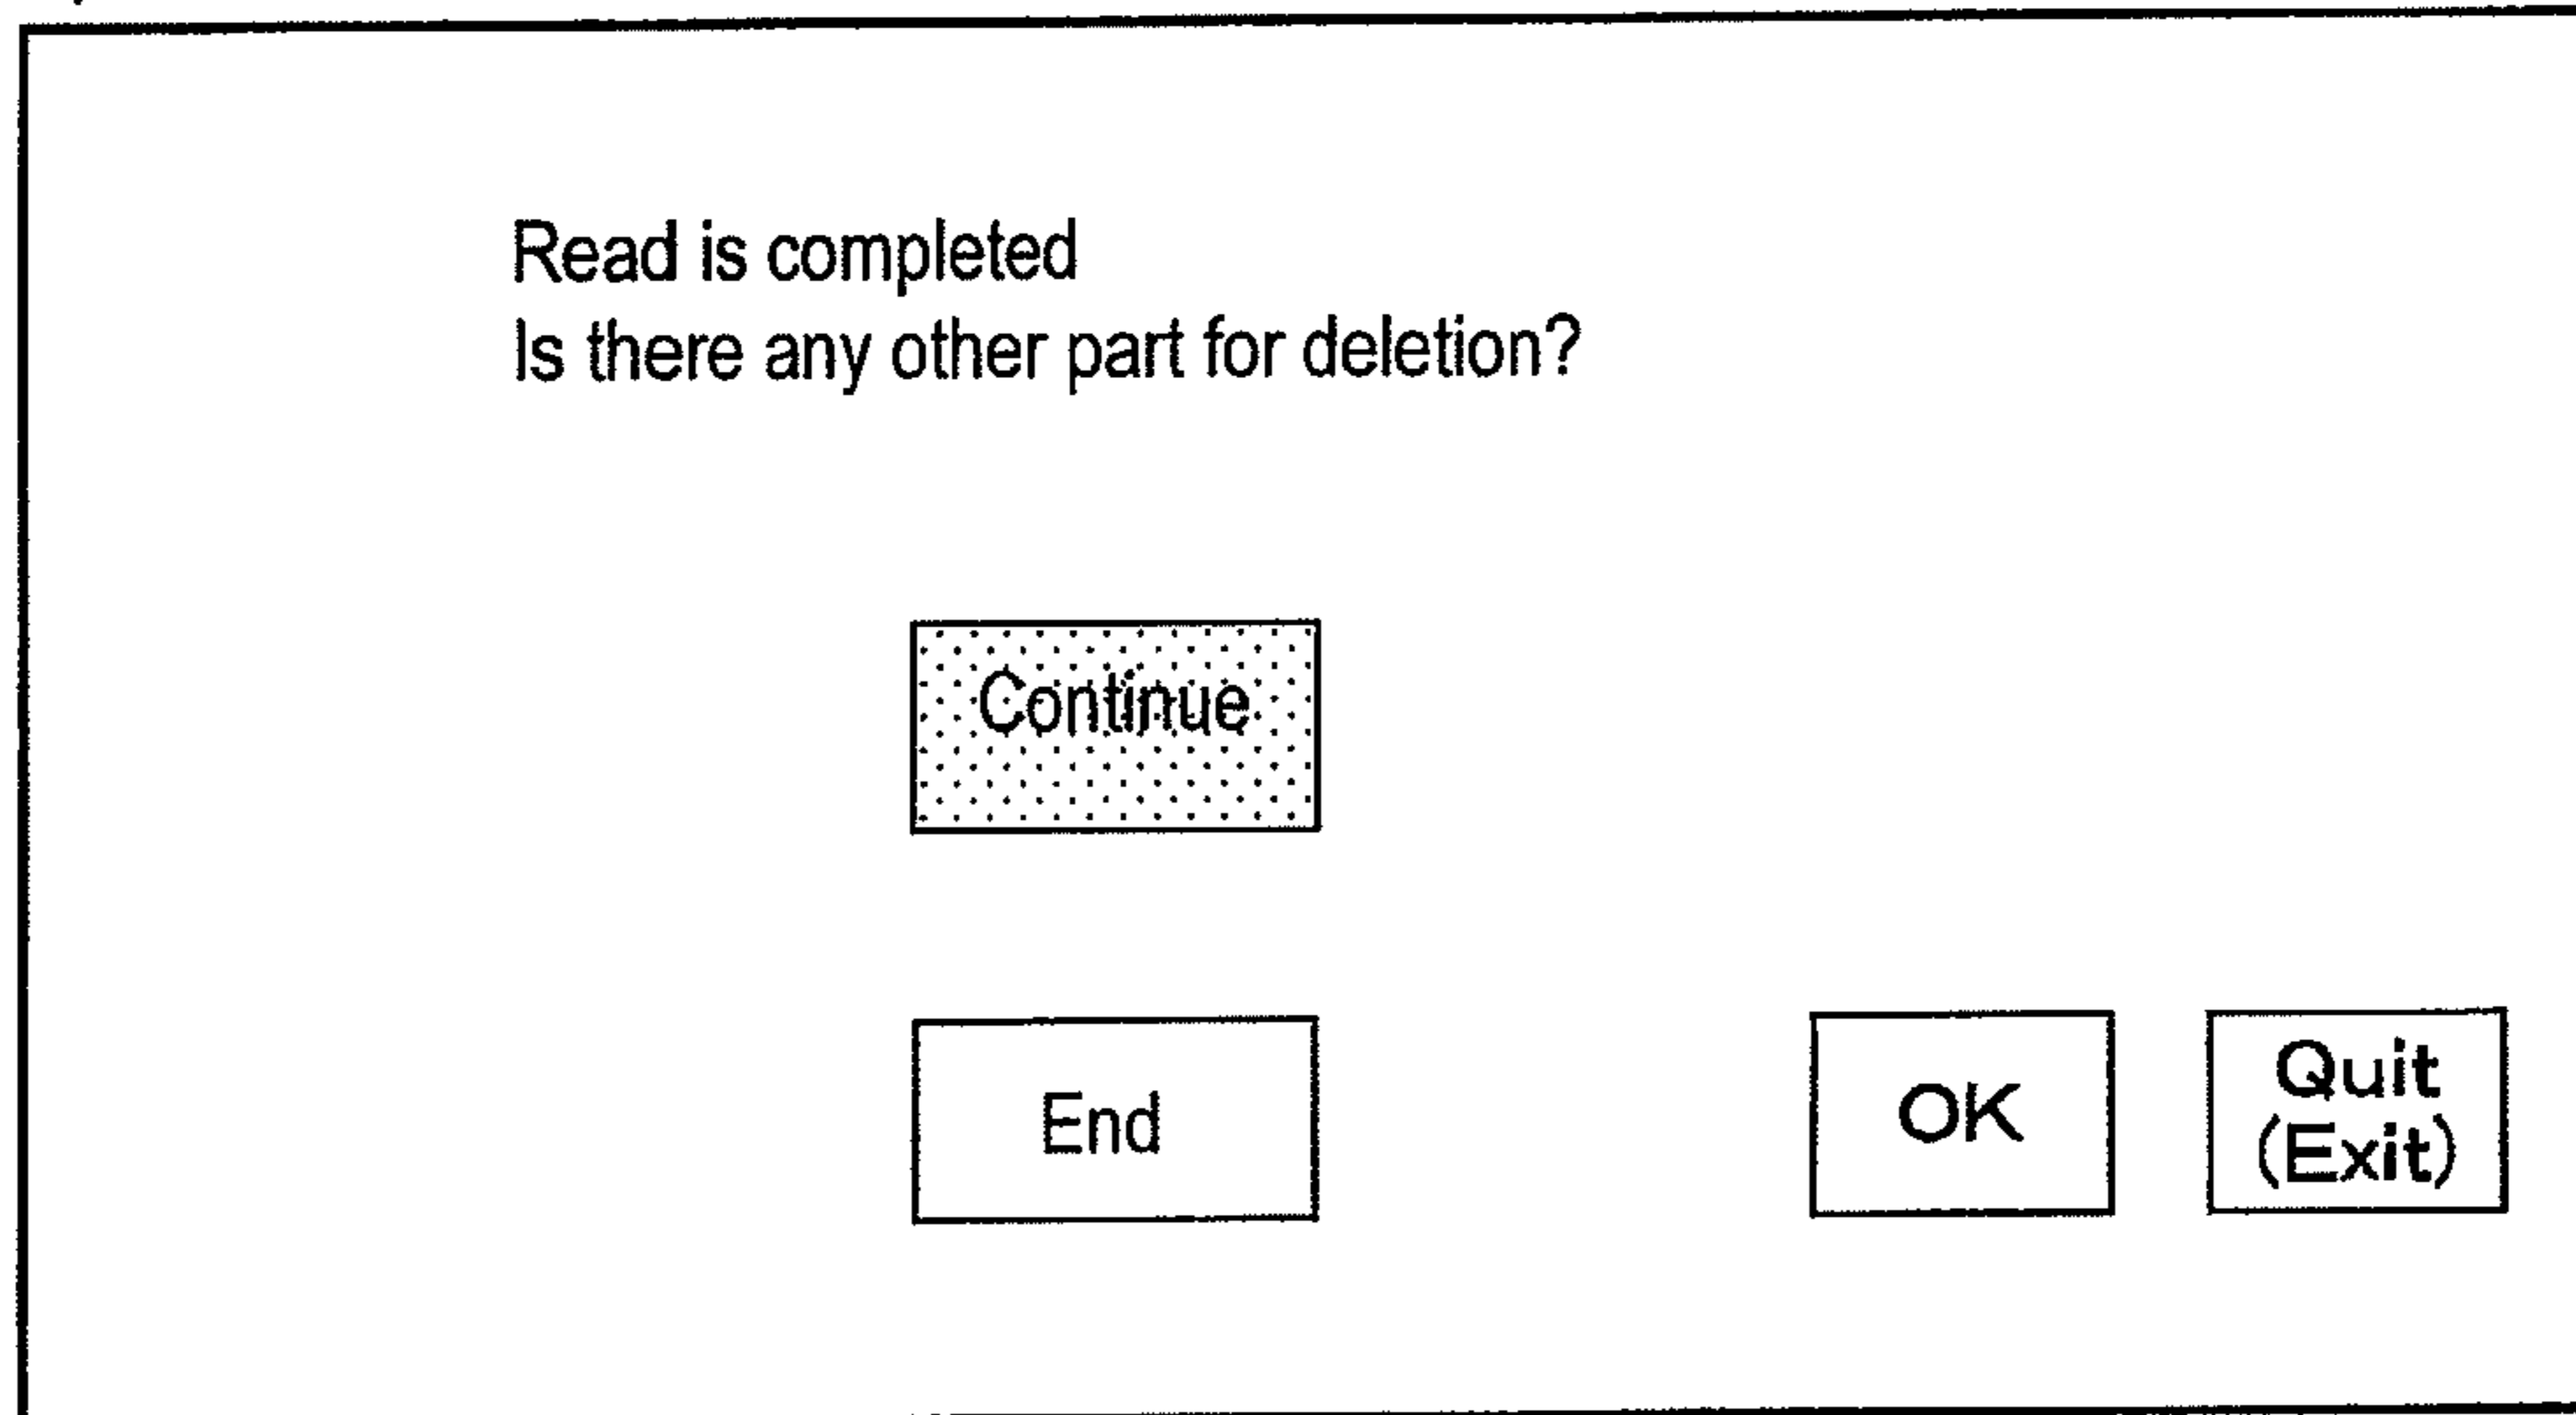 Read is completed
Is there any other part for deletion?
Continue
End
OK
Quit
(Exit)